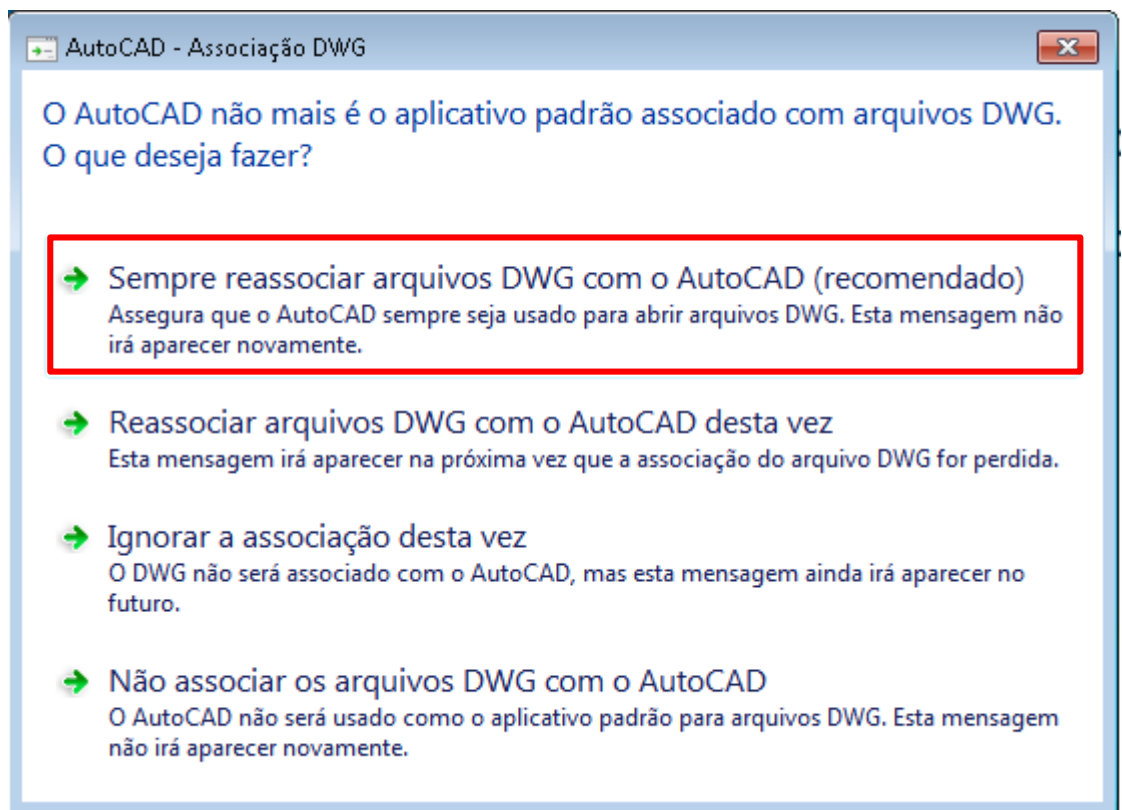 AutoCAD - Associação DWG
O AutoCAD não mais é o aplicativo padrão associado com arquivos DWG.
O que deseja fazer?
Sempre reassociar arquivos DWG com o AutoCAD (recomendado)
Assegura que o AutoCAD sempre seja usado para abrir arquivos DWG. Esta mensagem não
irá aparecer novamente.
Reassociar arquivos DWG com o AutoCAD desta vez
Esta mensagem irá aparecer na próxima vez que a associação do arquivo DWG for perdida.
Ignorar a associação desta vez
O DWG não será associado com o AutoCAD, mas esta mensagem ainda irá aparecer no
futuro.
Não associar os arquivos DWG com o AutoCAD
O AutoCAD não será usado como o aplicativo padrão para arquivos DWG. Esta mensagem
não irá aparecer novamente.